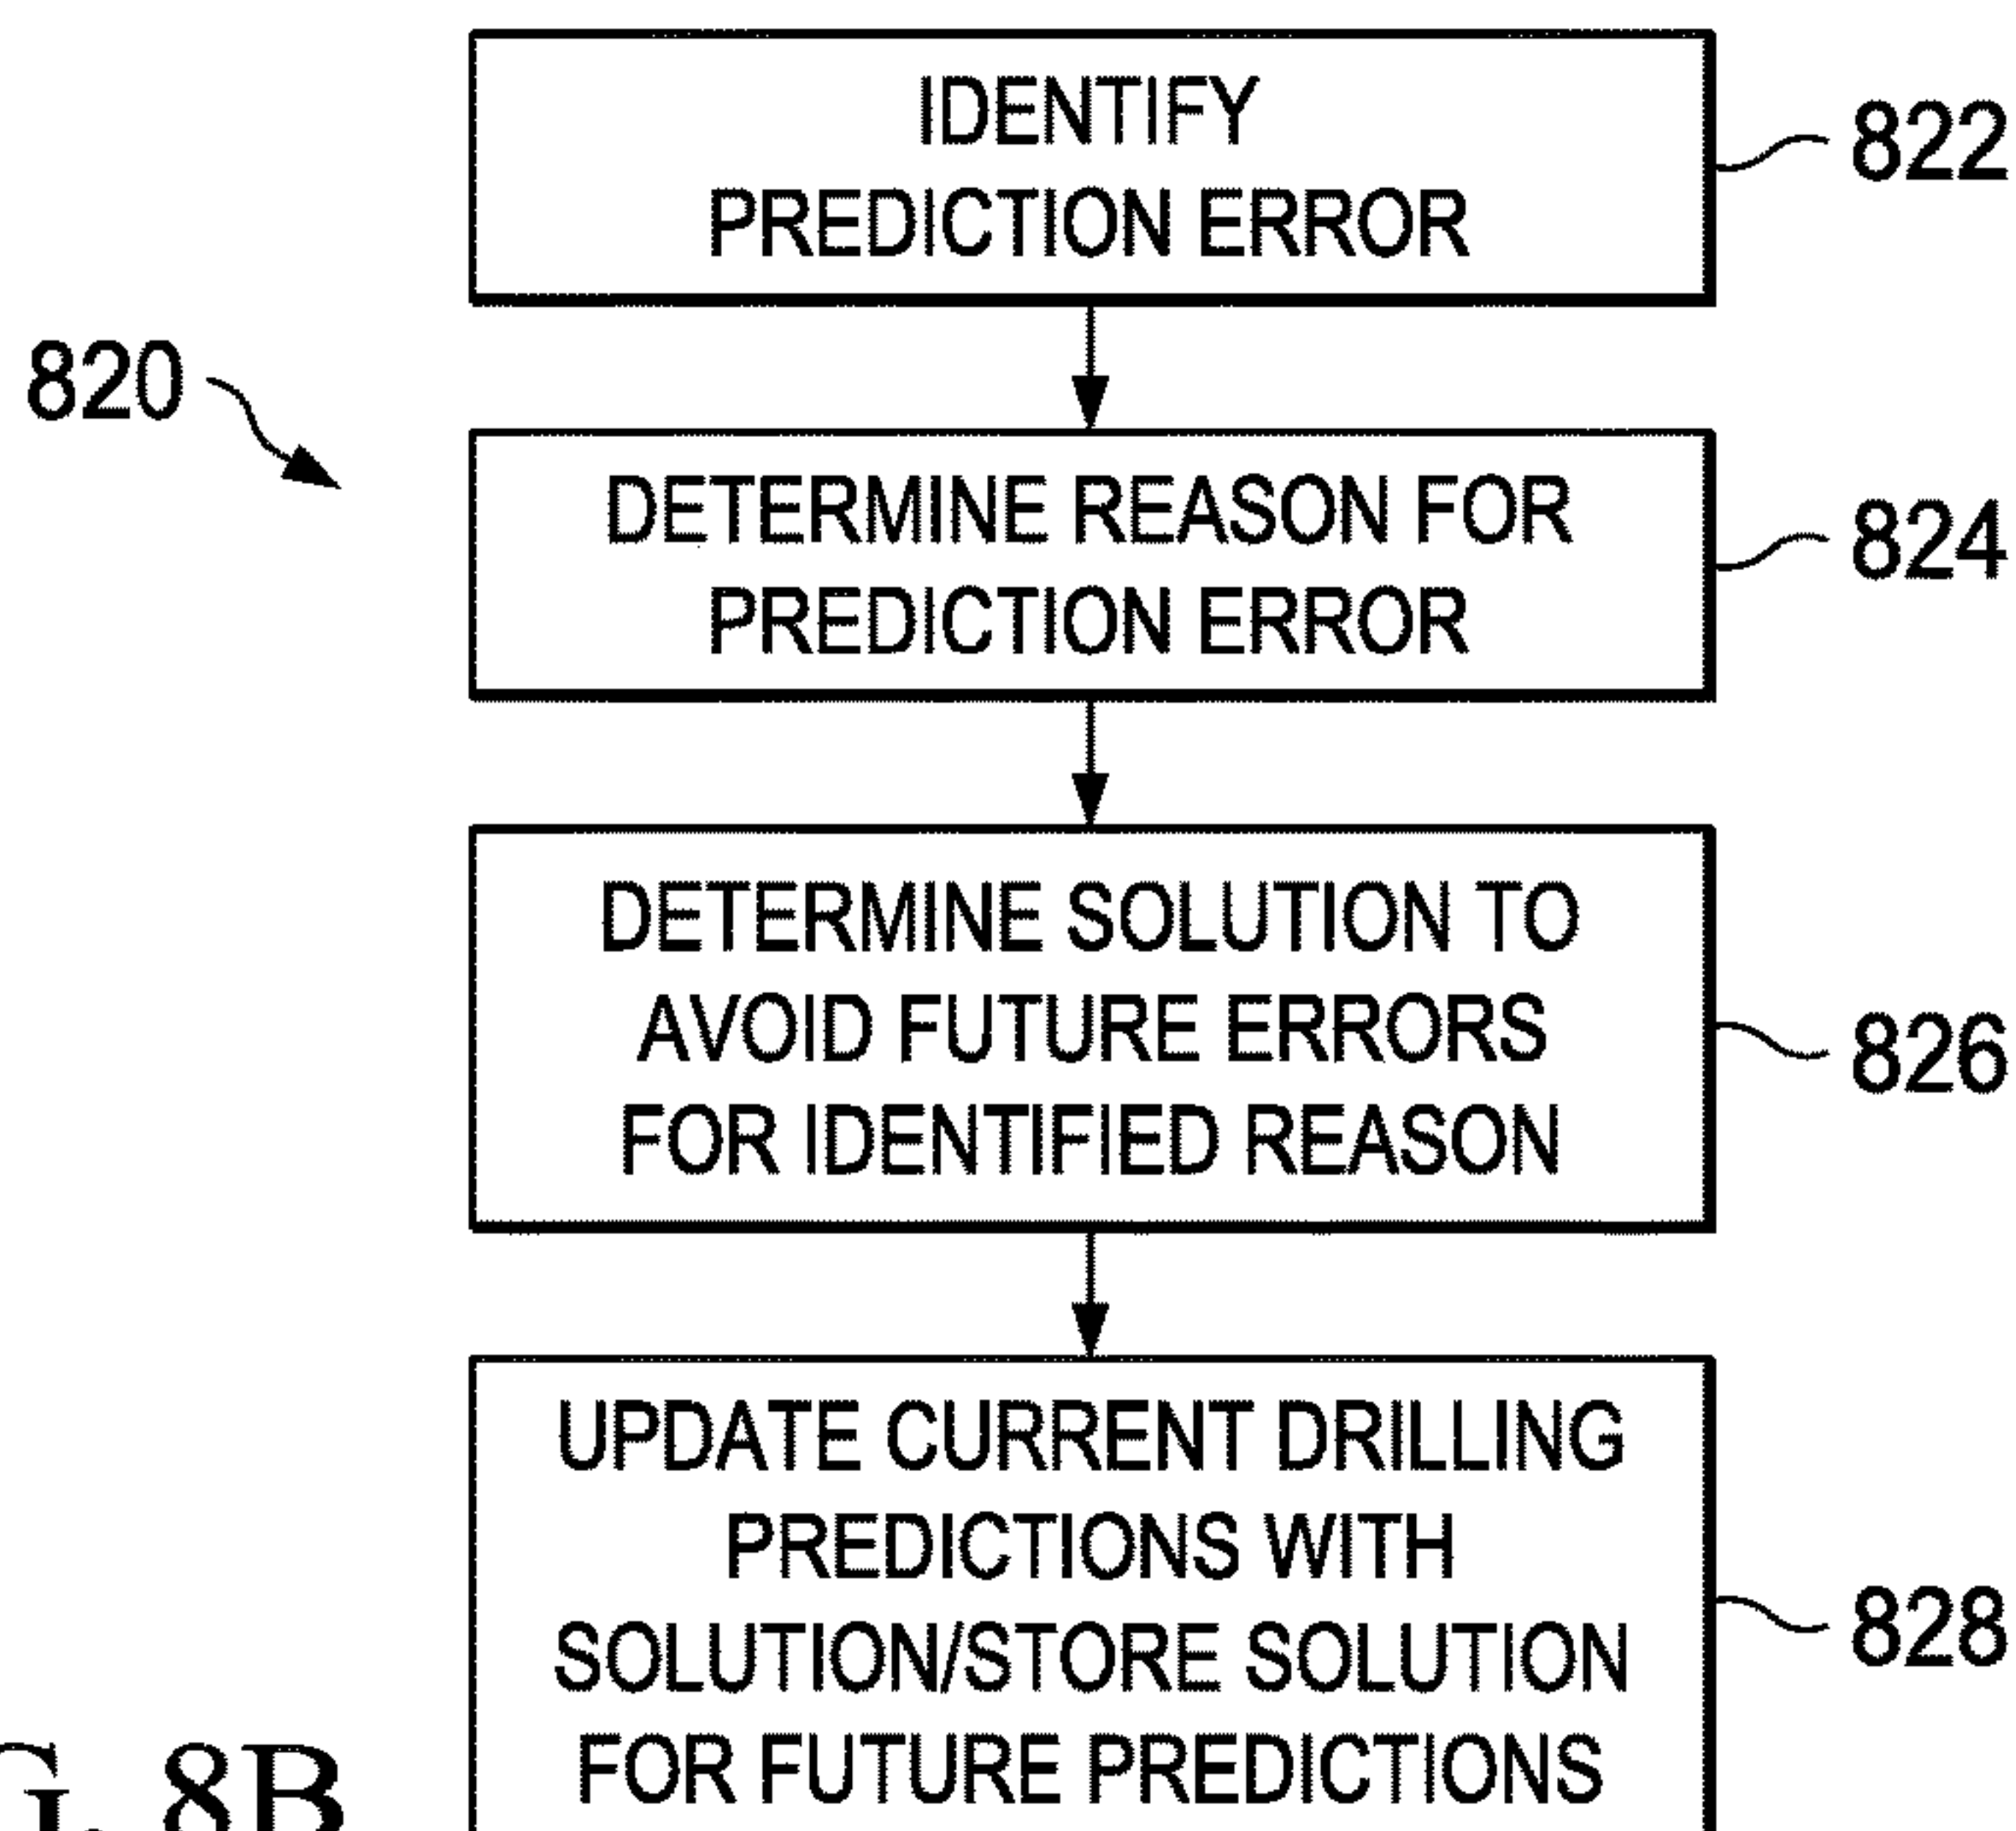 IDENTIFY
PREDICTION ERROR
822
820
DETERMINE REASON FOR
PREDICTION ERROR
824
DETERMINE SOLUTION TO
AVOID FUTURE ERRORS
FOR IDENTIFIED REASON
826
UPDATE CURRENT DRILLING
PREDICTIONS WITH
SOLUTION/STORE SOLUTION
FOR FUTURE PREDICTIONS
828
G. 8B